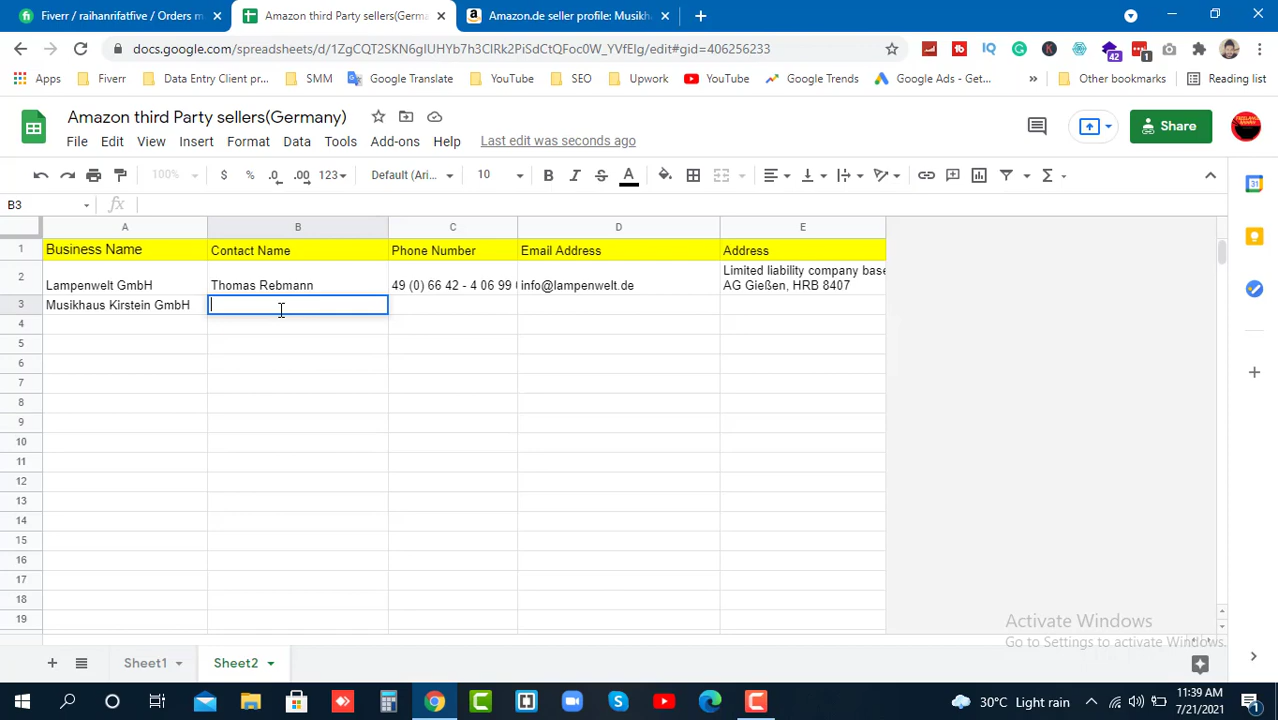 Fiverr / raihanrifatfive / Orders m
Amazon third Party sellers(Germa
Amazon.de seller profile: Musikha
docs.google.com/spreadsheets/d/1ZgCQT2SKN6gIUHYb7h3CIRk2PiSdCtQFoc0W_YVfEIg/edit#gid=406256233
42
1
Apps
Fiverr
Data Entry Client pr...
SMM
Google Translate
YouTube
SEO
Upwork
YouTube
Google Trends
Google Ads - Get...
»
Other bookmarks
Reading list
Amazon third Party sellers(Germany)
File
Edit
View
Insert
Format
Data
Tools
Add-ons
Help
Last edit was seconds ago
Share
100%
$
%
.0
.00
123
Default (Ari...
10
B
I
S
A
B3
fx
A
B
C
D
E
1
Business Name
Contact Name
Phone Number
Email Address
Address
2
Lampenwelt GmbH
Thomas Rebmann
49 (0) 66 42 - 4 06 99
info@lampenwelt.de
Limited liability company base
AG Gießen, HRB 8407
3
Musikhaus Kirstein GmbH
4
5
6
7
8
9
10
11
12
13
14
15
16
17
18
19
Activate Windows
Go to Settings to activate Windows.
Sheet1
Sheet2
30°C Light rain
11:39 AM
7/21/2021
1